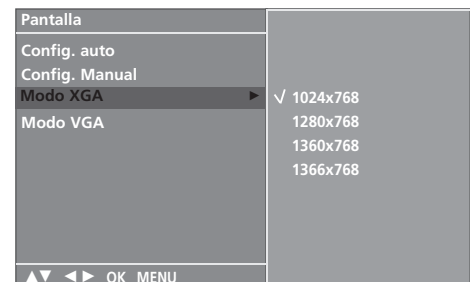 Pantalla
Config. auto
Config. Manual
Modo XGA ►
Modo VGA
√ 1024x768
1280x768
1360x768
1366x768
▲▼ ◄► OK MENU